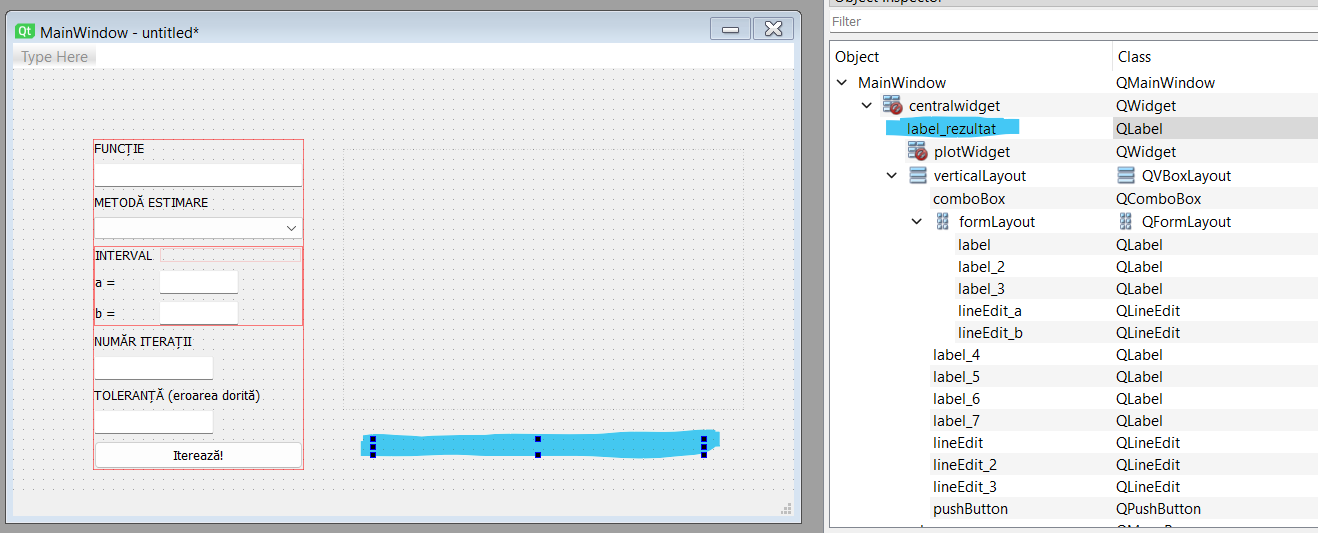 Object Inspector
Filter
Qt MainWindow - untitled*
Type Here
FUNCȚIE
METODĂ ESTIMARE
INTERVAL
a =
b =
NUMĂR ITERAȚII
TOLERANȚĂ (eroarea dorită)
Iterează!
Object Class
MainWindow QMainWindow
centralwidget QWidget
label_rezultat QLabel
plotWidget QWidget
verticalLayout QVBoxLayout
comboBox QComboBox
formLayout QFormLayout
label QLabel
label_2 QLabel
label_3 QLabel
lineEdit_a QLineEdit
lineEdit_b QLineEdit
label_4 QLabel
label_5 QLabel
label_6 QLabel
label_7 QLabel
lineEdit QLineEdit
lineEdit_2 QLineEdit
lineEdit_3 QLineEdit
pushButton QPushButton